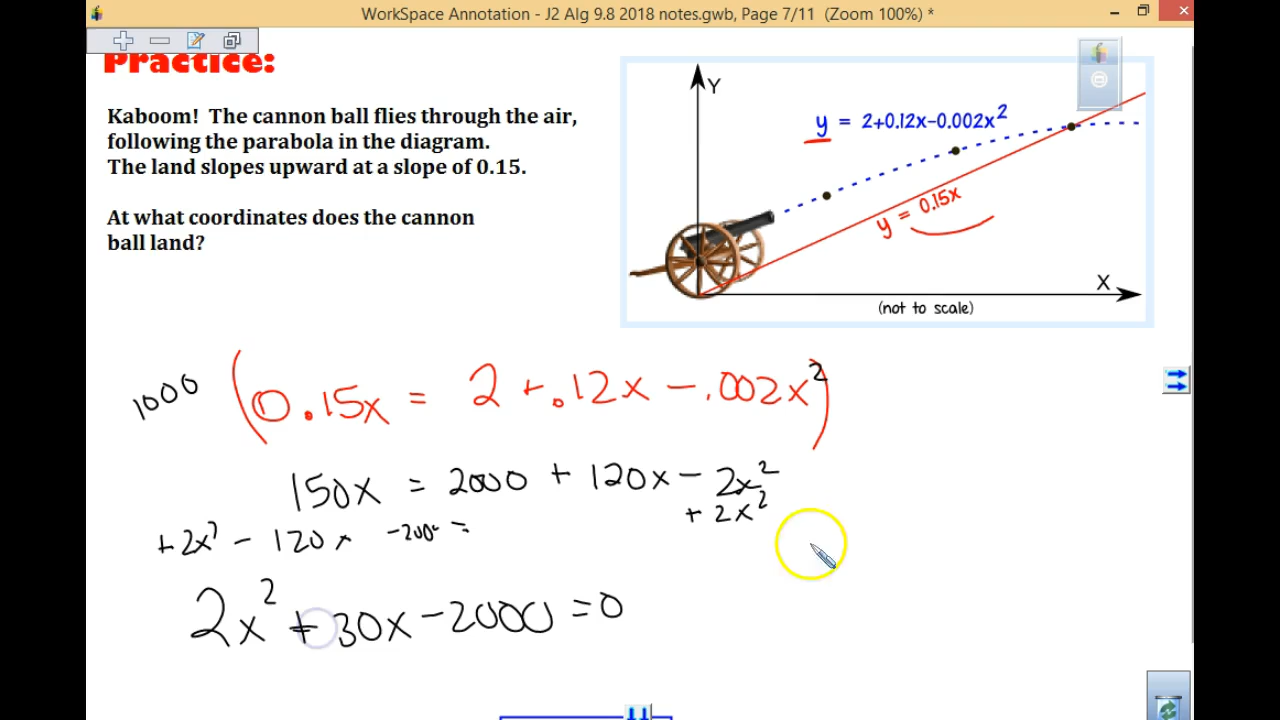 WorkSpace Annotation - J2 Alg 9.8 2018 notes.gwb, Page 7/11 (Zoom 100%) *
Practice:
Kaboom! The cannon ball flies through the air,
following the parabola in the diagram.
The land slopes upward at a slope of 0.15.
At what coordinates does the cannon
ball land?
Y
y = 2+0.12x-0.002x²
y = 0.15x
X
(not to scale)
1000 (0.15x = 2 + .12x - .002x²)
150x = 2000 + 120x - 2x²
+ 2x²
+2x² - 120x -2000 =
2x² + 30x - 2000 = 0